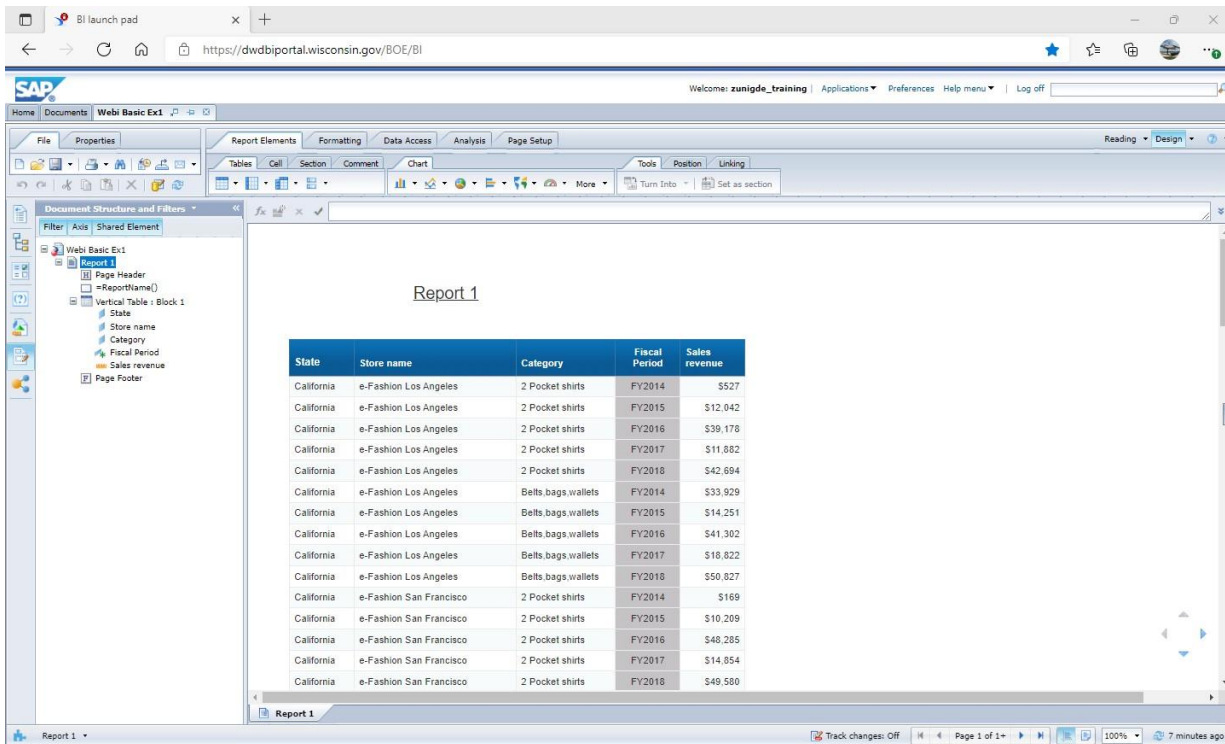 BI launch pad
https://dwdbiportal.wisconsin.gov/BOE/BI
SAP
Welcome: zunigde_training | Applications Preferences Help menu | Log off
Home Documents Webi Basic Ex1
File Properties Report Elements Formatting Data Access Analysis Page Setup Reading Design
Tables Cell Section Comment Chart Tools Position Linking
More Turn Into Set as section
Document Structure and Filters
Filter Axis Shared Element
Webi Basic Ex1
Report 1
Page Header
=ReportName()
Vertical Table : Block 1
State
Store name
Category
Fiscal Period
Sales revenue
Page Footer
Report 1
State Store name Category Fiscal Period Sales revenue
California e-Fashion Los Angeles 2 Pocket shirts FY2014 $527
California e-Fashion Los Angeles 2 Pocket shirts FY2015 $12,042
California e-Fashion Los Angeles 2 Pocket shirts FY2016 $39,178
California e-Fashion Los Angeles 2 Pocket shirts FY2017 $11,882
California e-Fashion Los Angeles 2 Pocket shirts FY2018 $42,694
California e-Fashion Los Angeles Belts,bags,wallets FY2014 $33,929
California e-Fashion Los Angeles Belts,bags,wallets FY2015 $14,251
California e-Fashion Los Angeles Belts,bags,wallets FY2016 $41,302
California e-Fashion Los Angeles Belts,bags,wallets FY2017 $18,822
California e-Fashion Los Angeles Belts,bags,wallets FY2018 $50,827
California e-Fashion San Francisco 2 Pocket shirts FY2014 $169
California e-Fashion San Francisco 2 Pocket shirts FY2015 $10,209
California e-Fashion San Francisco 2 Pocket shirts FY2016 $48,285
California e-Fashion San Francisco 2 Pocket shirts FY2017 $14,854
California e-Fashion San Francisco 2 Pocket shirts FY2018 $49,580
Report 1
Report 1 Track changes: Off Page 1 of 1+ 100% 7 minutes ago